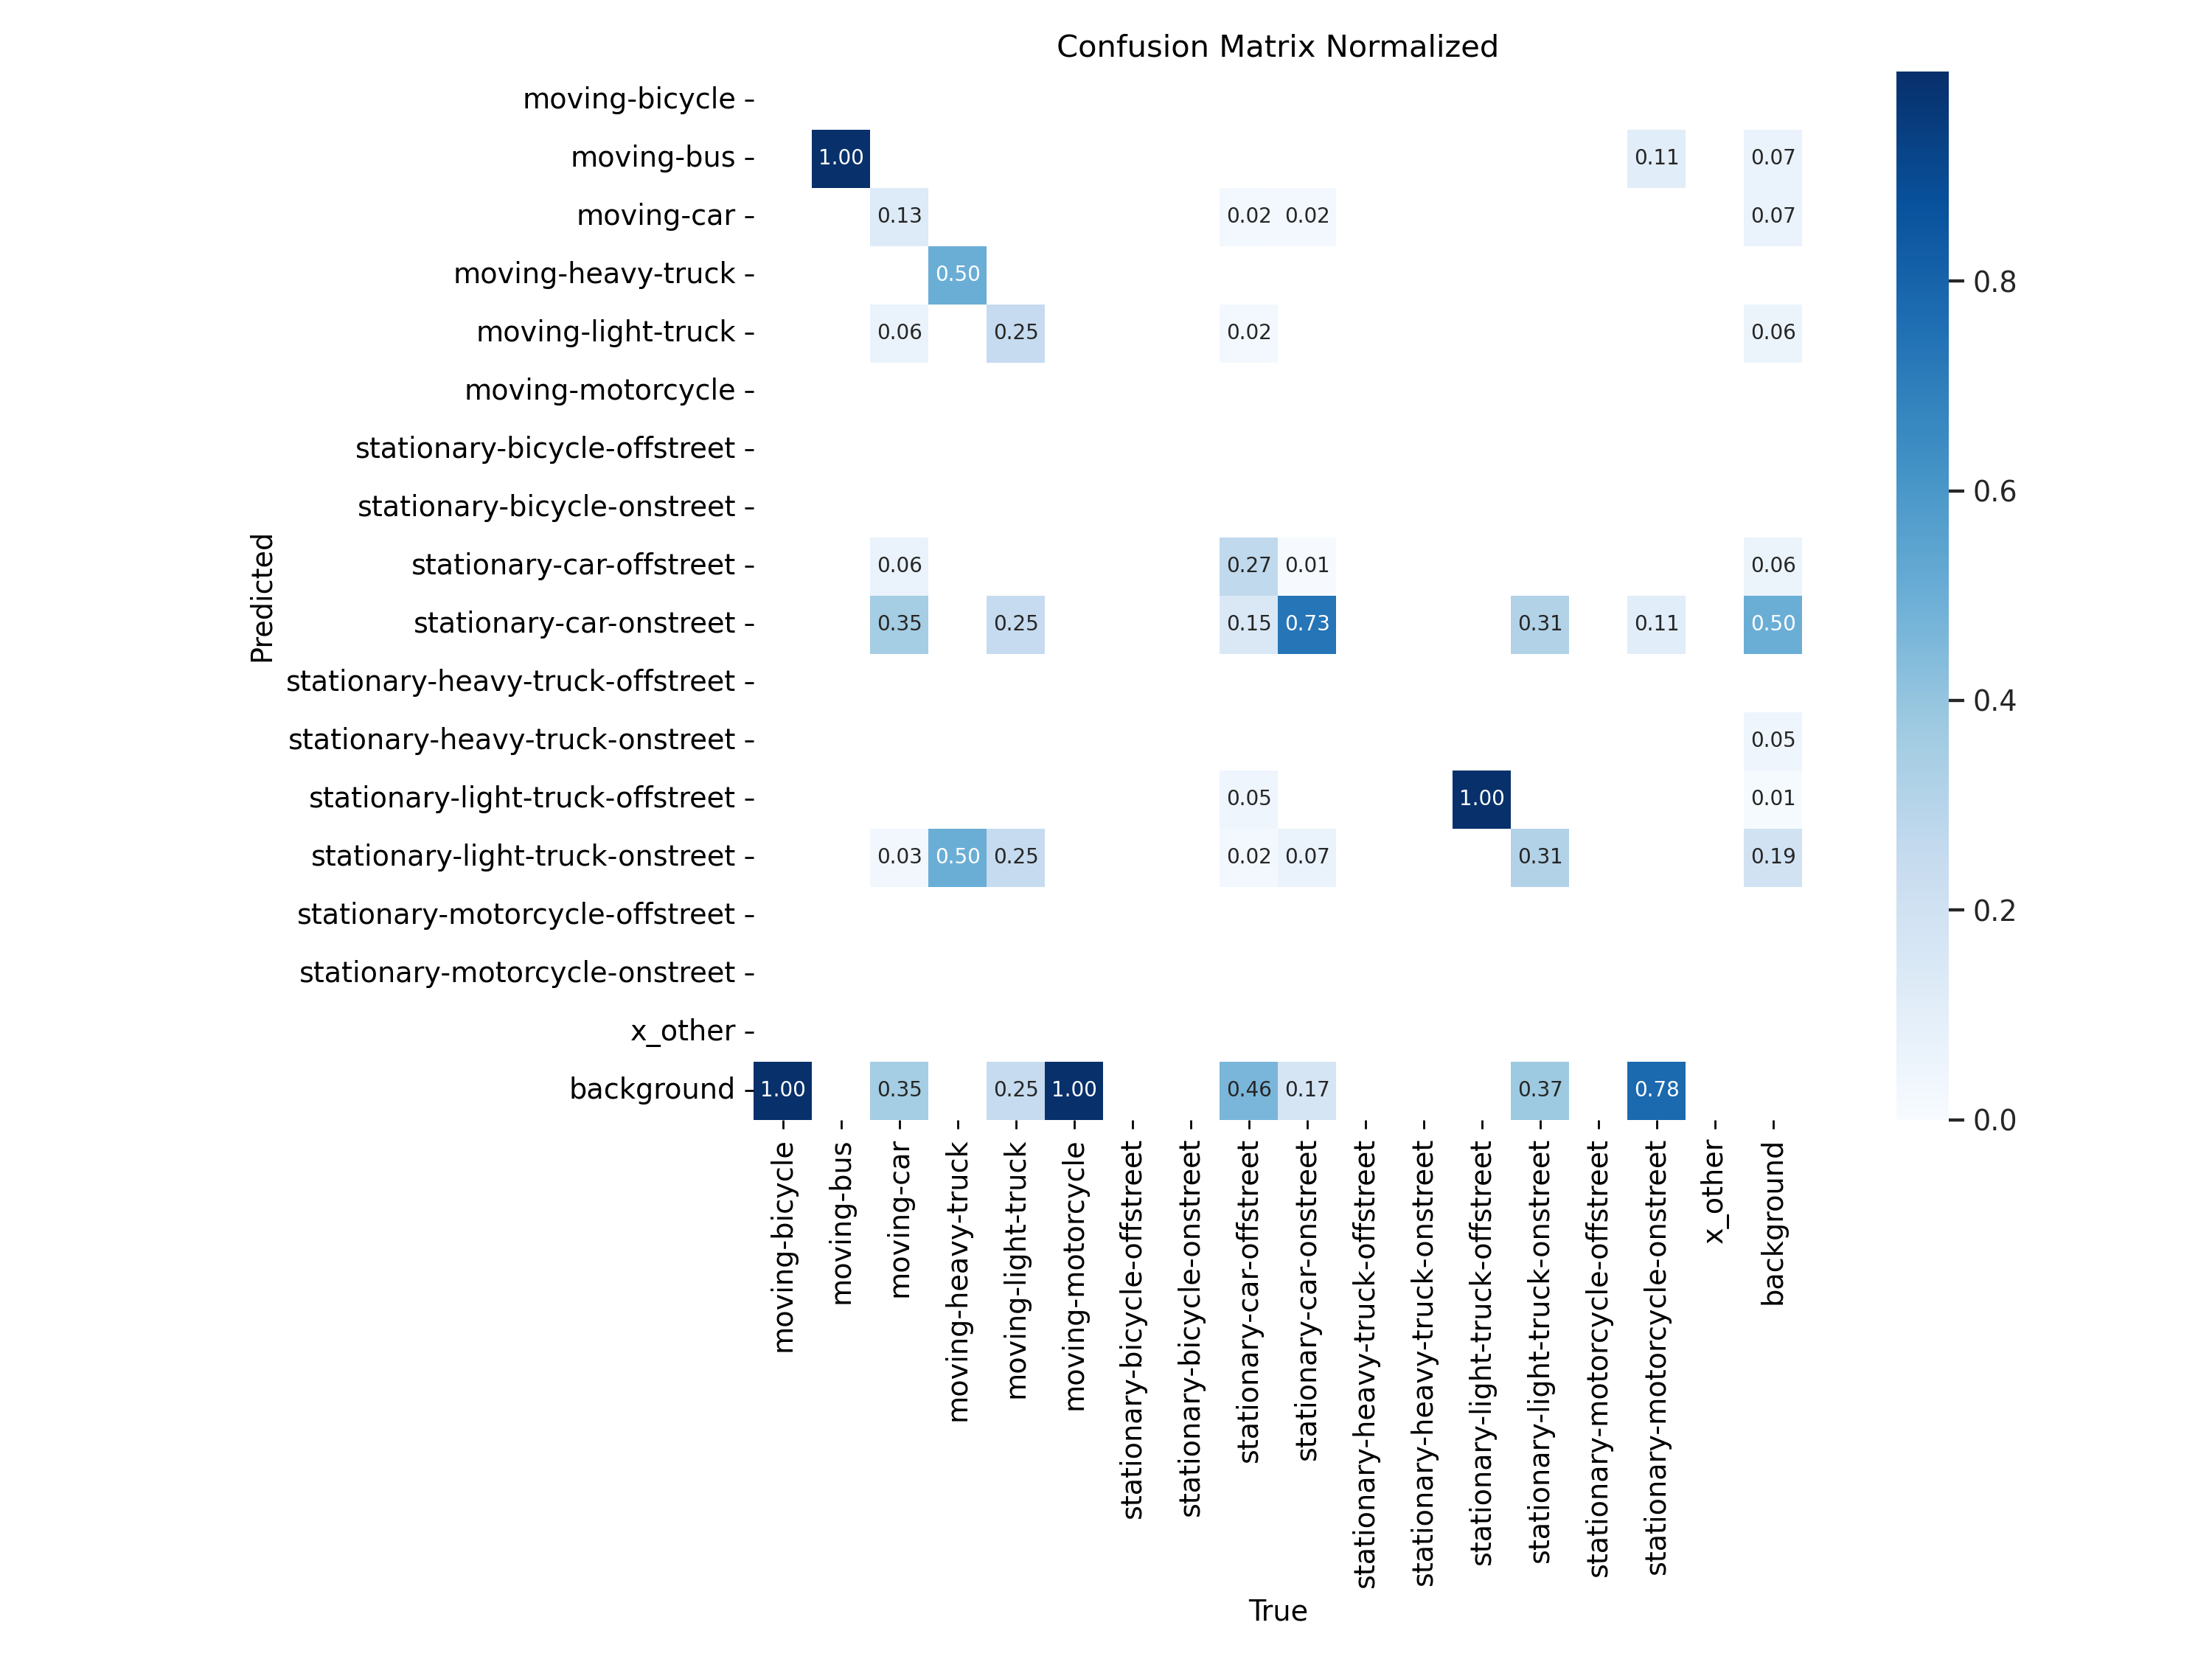 Confusion Matrix Normalized
moving-bicycle
moving-bus 1.00 0.11 0.07
moving-car 0.13 0.02 0.02 0.07
moving-heavy-truck 0.50
moving-light-truck 0.06 0.25 0.02 0.06
moving-motorcycle
stationary-bicycle-offstreet
stationary-bicycle-onstreet
stationary-car-offstreet 0.06 0.27 0.01 0.06
stationary-car-onstreet 0.35 0.25 0.15 0.73 0.31 0.11 0.50
stationary-heavy-truck-offstreet
stationary-heavy-truck-onstreet 0.05
stationary-light-truck-offstreet 0.05 1.00 0.01
stationary-light-truck-onstreet 0.03 0.50 0.25 0.02 0.07 0.31 0.19
stationary-motorcycle-offstreet
stationary-motorcycle-onstreet
x_other
background 1.00 0.35 0.25 1.00 0.46 0.17 0.37 0.78
Predicted
moving-bicycle
moving-bus
moving-car
moving-heavy-truck
moving-light-truck
moving-motorcycle
stationary-bicycle-offstreet
stationary-bicycle-onstreet
stationary-car-offstreet
stationary-car-onstreet
stationary-heavy-truck-offstreet
stationary-heavy-truck-onstreet
stationary-light-truck-offstreet
stationary-light-truck-onstreet
stationary-motorcycle-offstreet
stationary-motorcycle-onstreet
x_other
background
True
0.8
0.6
0.4
0.2
0.0